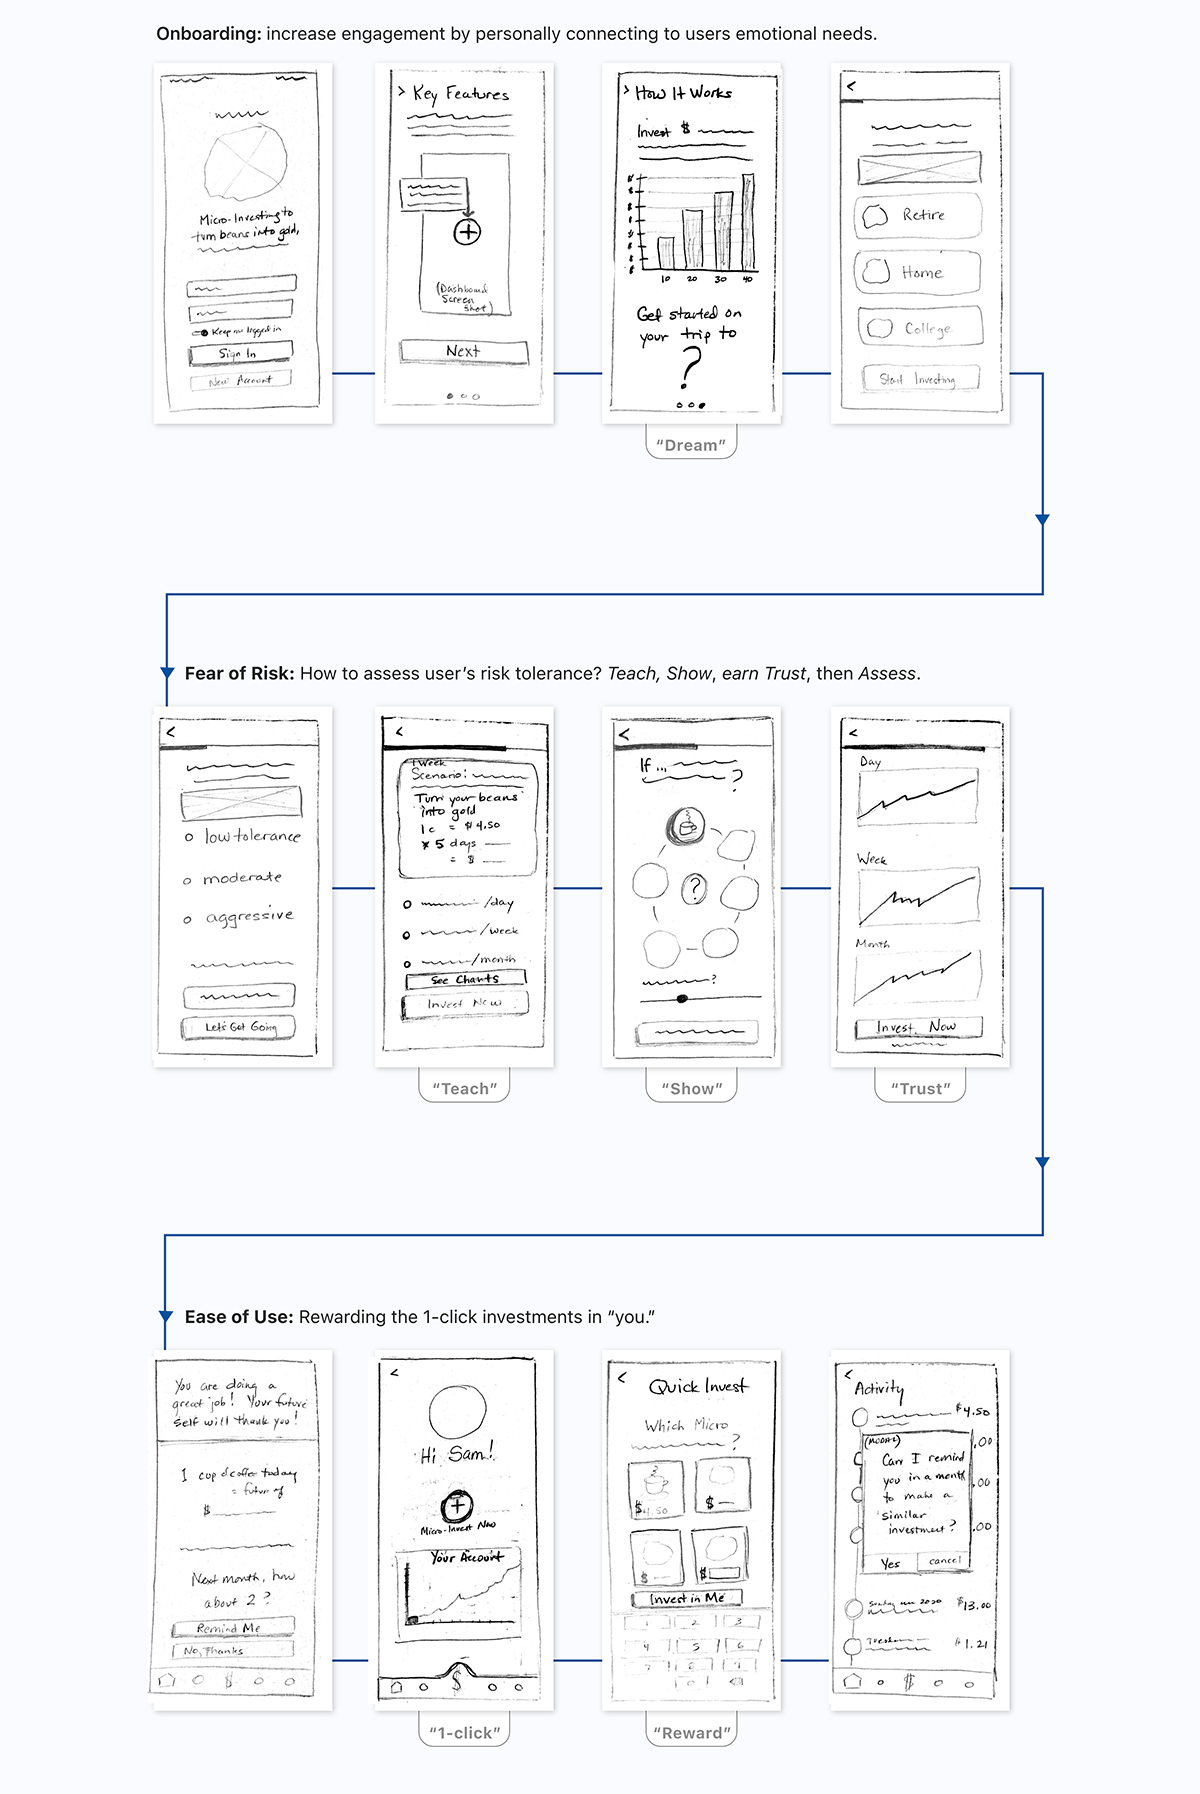 Onboarding: increase engagement by personally connecting to users emotional needs.
Micro-Investing to
turn beans into gold,
Keep me logged in
Sign In
New Account
> Key Features
(Dashboard
Screen
Shot)
Next
> How It Works
Invest $
$
$
$
$
$
$
$
$
10 20 30 40
Get started on
your trip to
?
"Dream"
<
Retire
Home
College
Start Investing
Fear of Risk: How to assess user's risk tolerance? Teach, Show, earn Trust, then Assess.
<
low tolerance
moderate
aggressive
Let's Get Going
<
1 Week
Scenario:
Turn your beans
into gold
1 c = $4.50
x 5 days
= $
/day
/week
/month
See Charts
Invest Now
"Teach"
<
If...
?
?
?
"Show"
<
Day
Week
Month
Invest Now
"Trust"
Ease of Use: Rewarding the 1-click investments in "you."
You are doing a
great job! Your future
self will thank you!
1 cup of coffee today
= future of
$
Next month, how
about 2?
Remind Me
No, Thanks
$
<
Hi Sam!
+
Micro-Invest Now
Your Account
$
"1-click"
<
Quick Invest
Which Micro
?
$4.50
$
$
$
Invest in Me
1 2 3
4 5 6
7 8 9
0
"Reward"
<
Activity
$4.50
(MODAL)
.00
Can I remind
you in a month
.00
to make a
similar
investment?
.00
Yes
cancel
2020
$13.00
$1.21
$